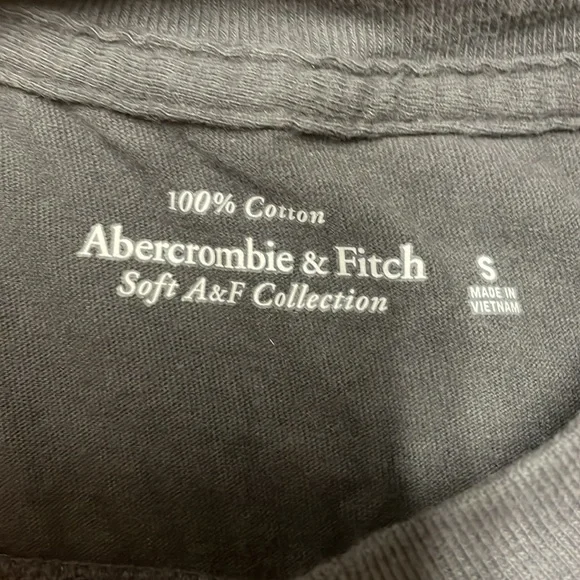 100% Cotton
Abercrombie & Fitch
Soft A&F Collection
S
MADE IN
VIETNAM